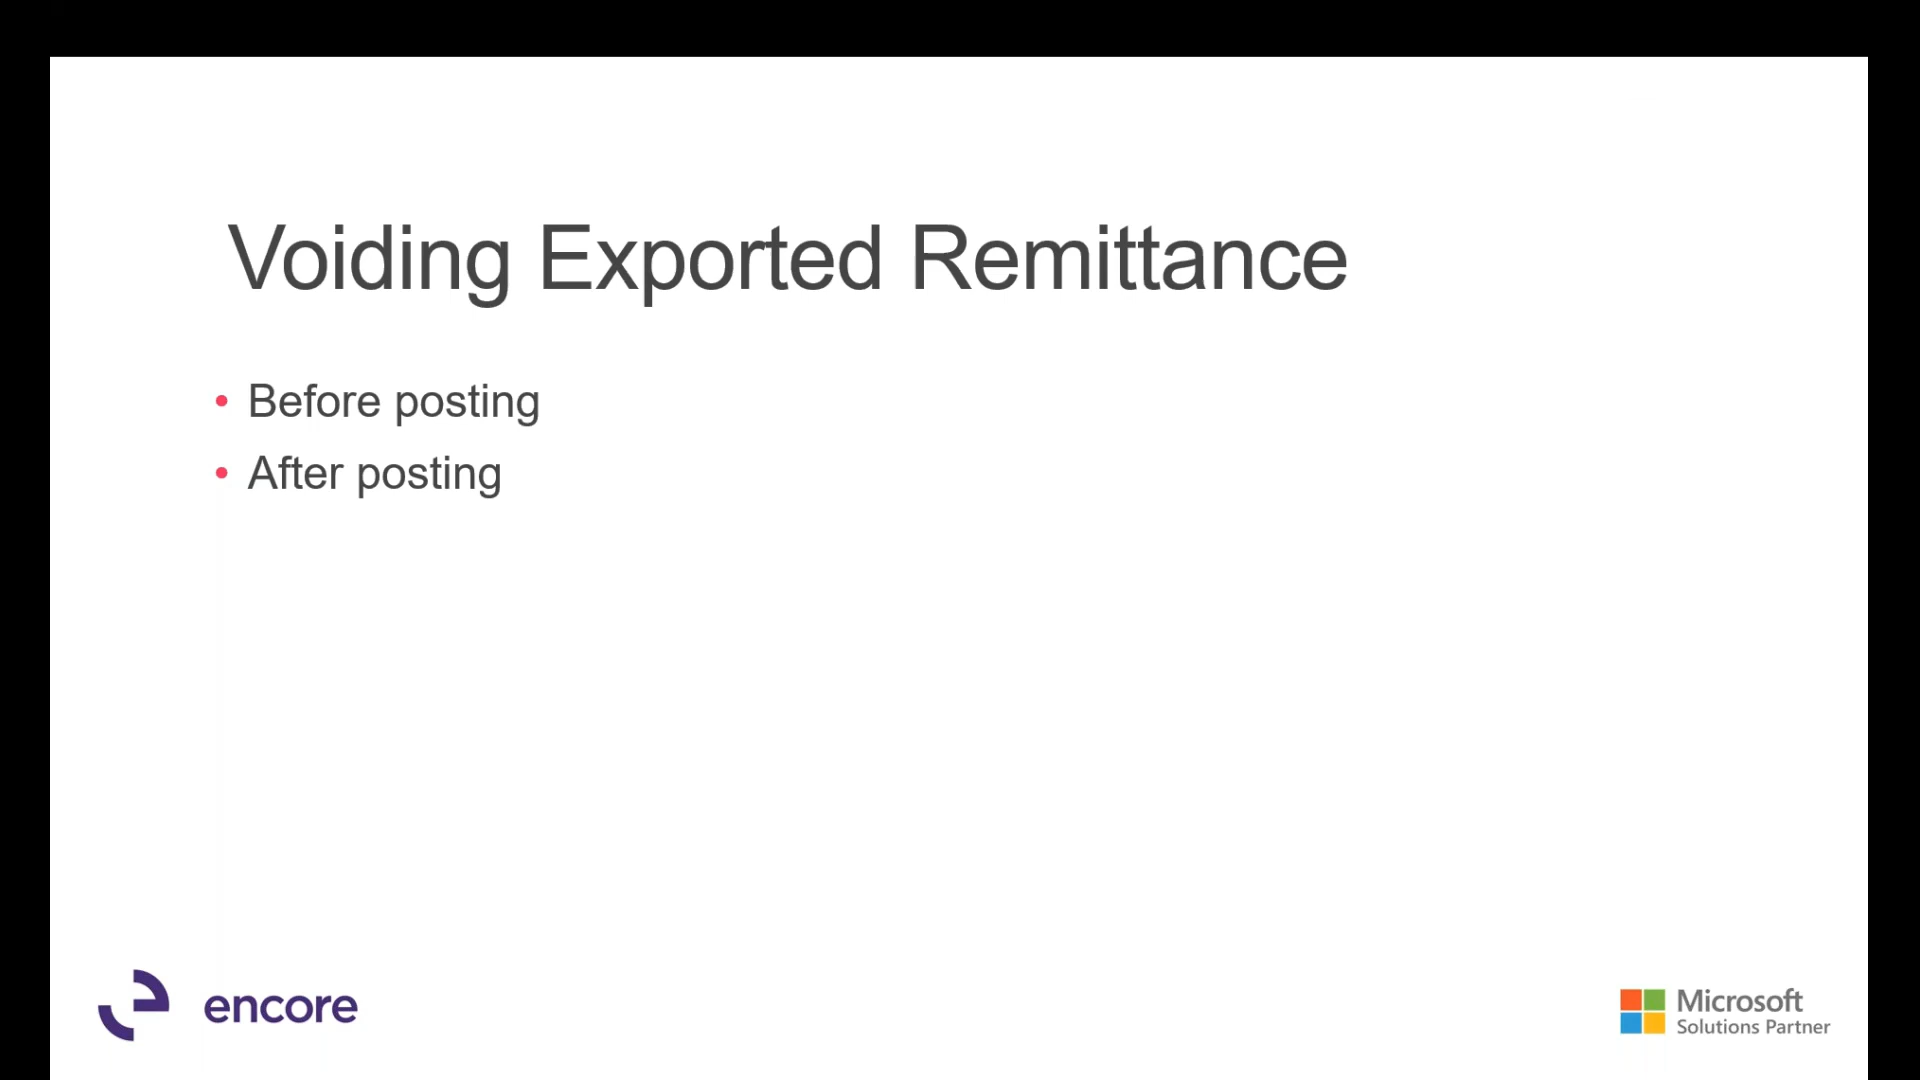 Voiding Exported Remittance
• Before posting
• After posting
encore
Microsoft
Solutions Partner